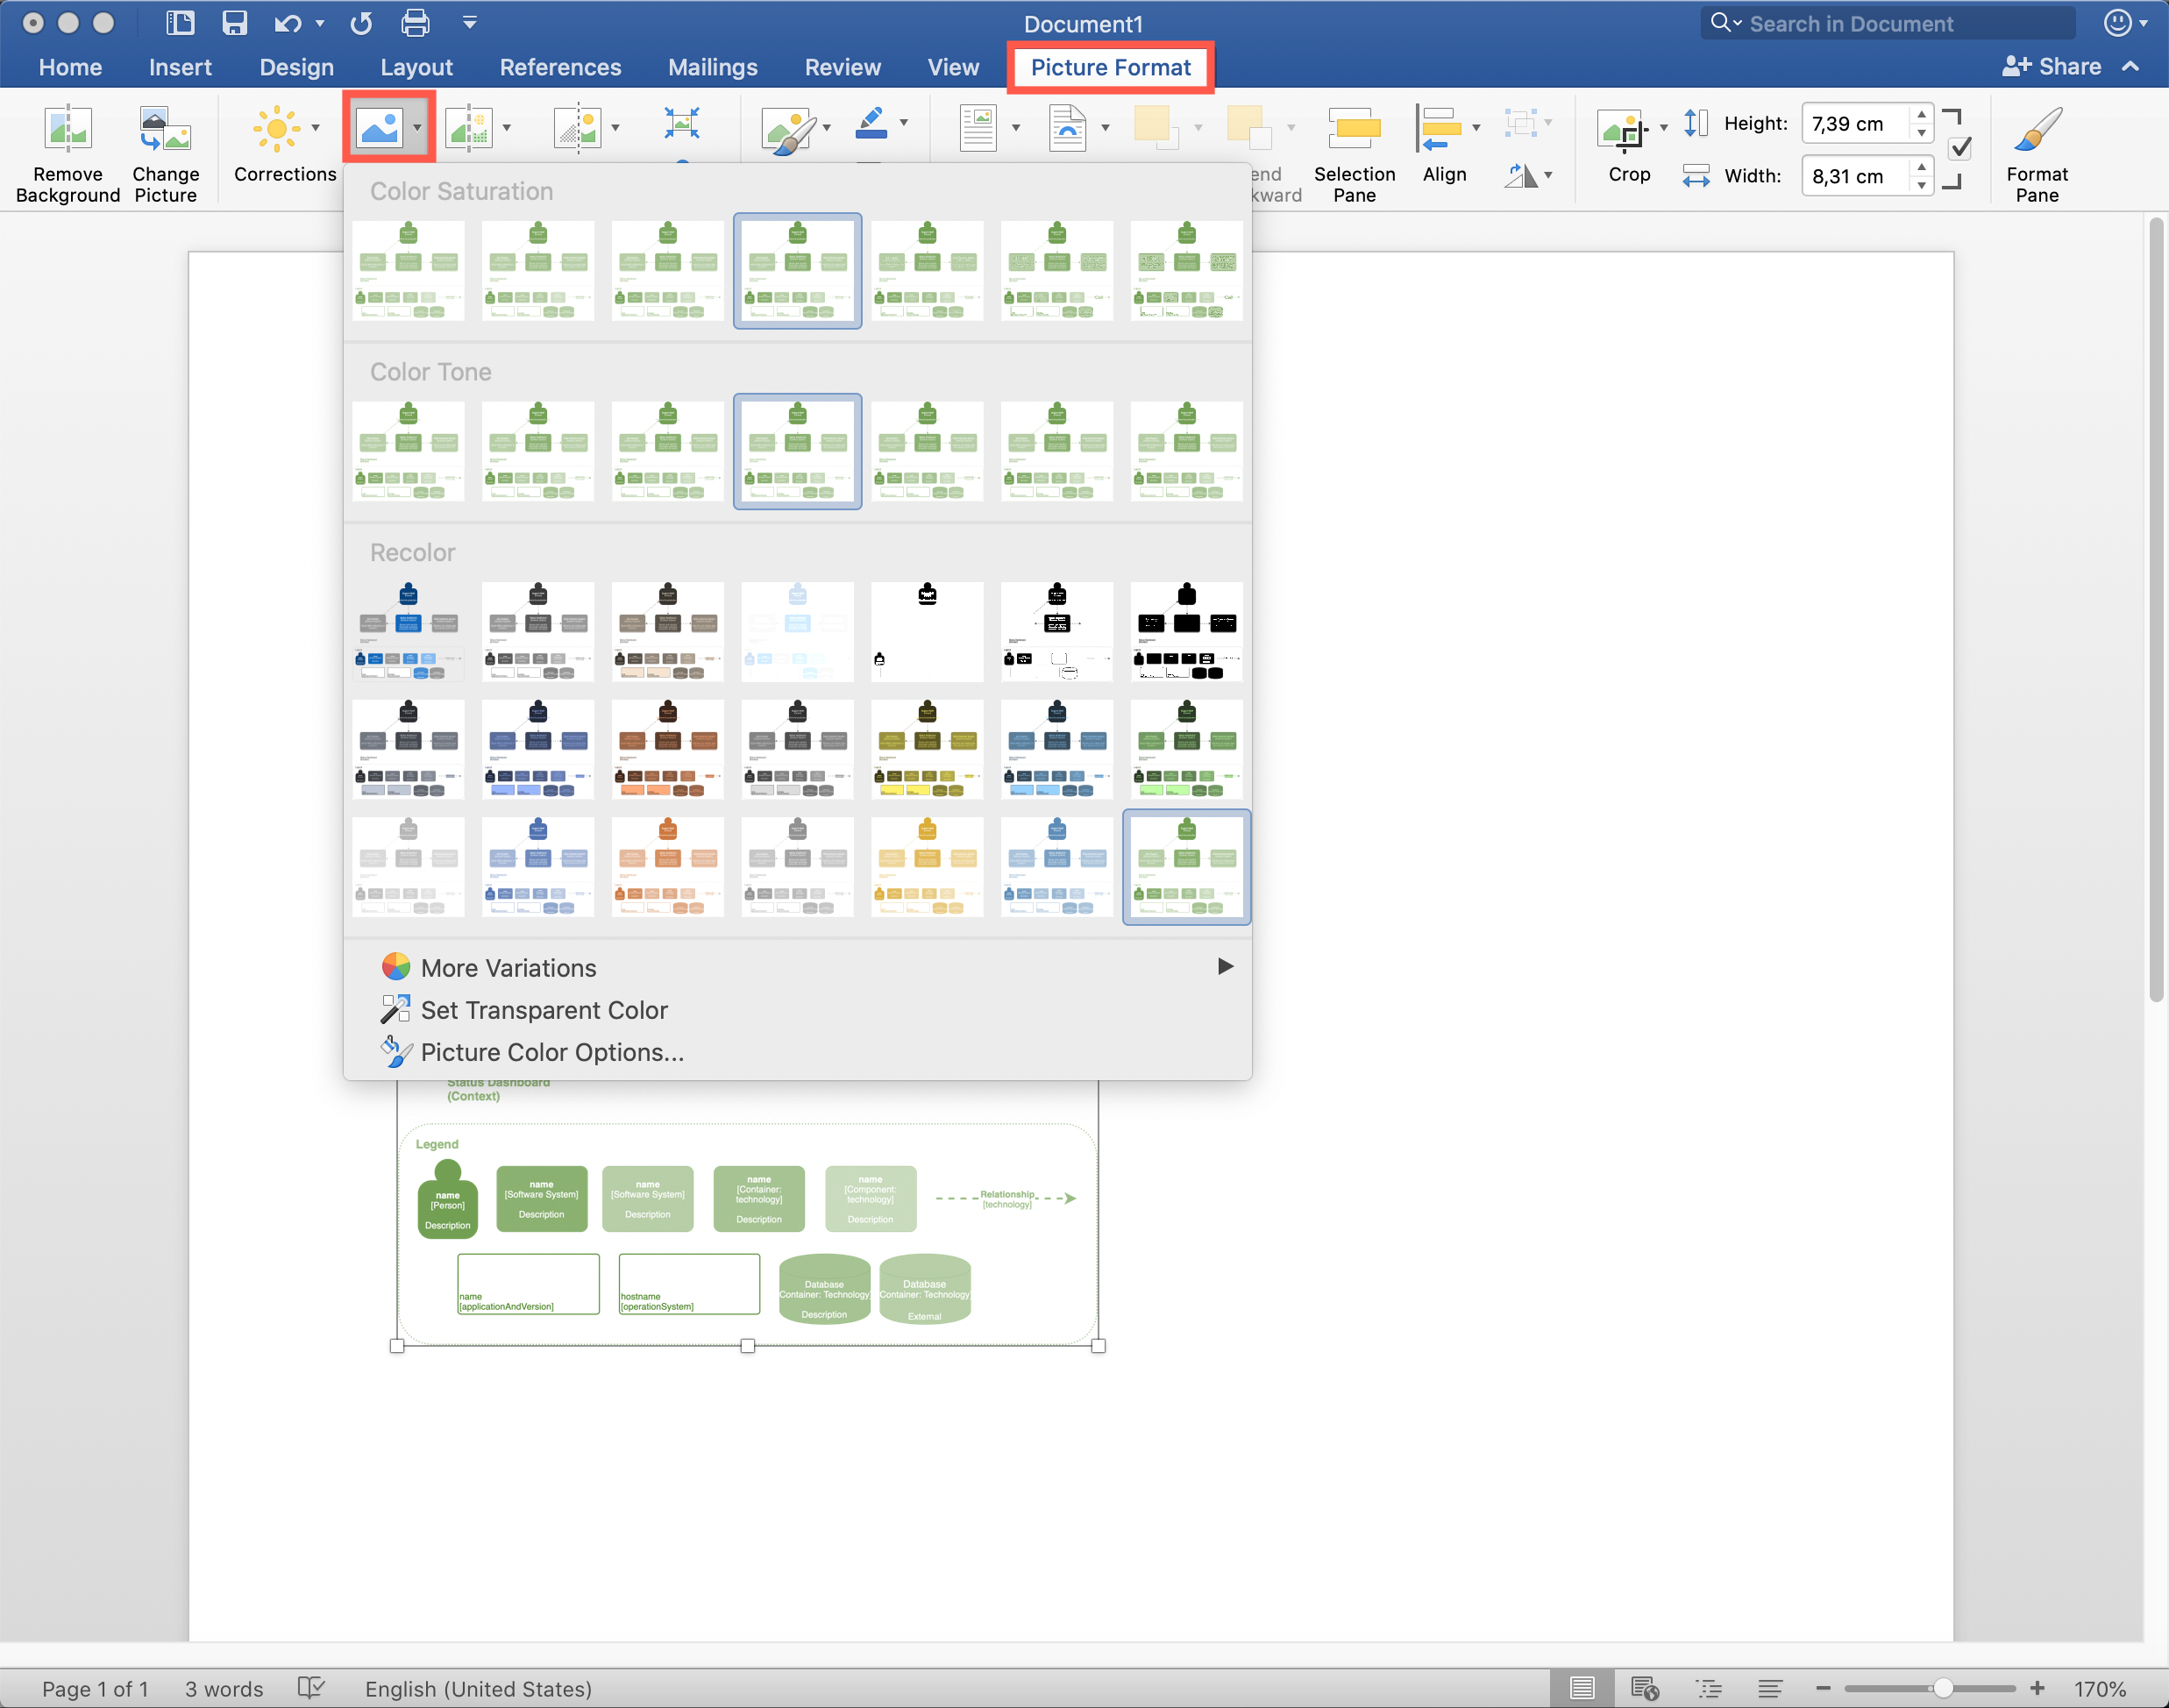 Document1
Search in Document
Home
Insert
Design
Layout
References
Mailings
Review
View
Picture Format
Share
Remove
Background
Change
Picture
Corrections
end
kward
Selection
Pane
Align
Crop
Height:
7,39 cm
Width:
8,31 cm
Format
Pane
Color Saturation
Color Tone
Recolor
More Variations
Set Transparent Color
Picture Color Options...
Status Dashboard
(Context)
Legend
name
[Person]
Description
name
[Software System]
Description
name
[Software System]
Description
name
[Container:
technology]
Description
name
[Component:
technology]
Description
Relationship
[technology]
name
[applicationAndVersion]
hostname
[operationSystem]
Database
Container: Technology
Description
Database
Container: Technology
External
Page 1 of 1
3 words
English (United States)
170%